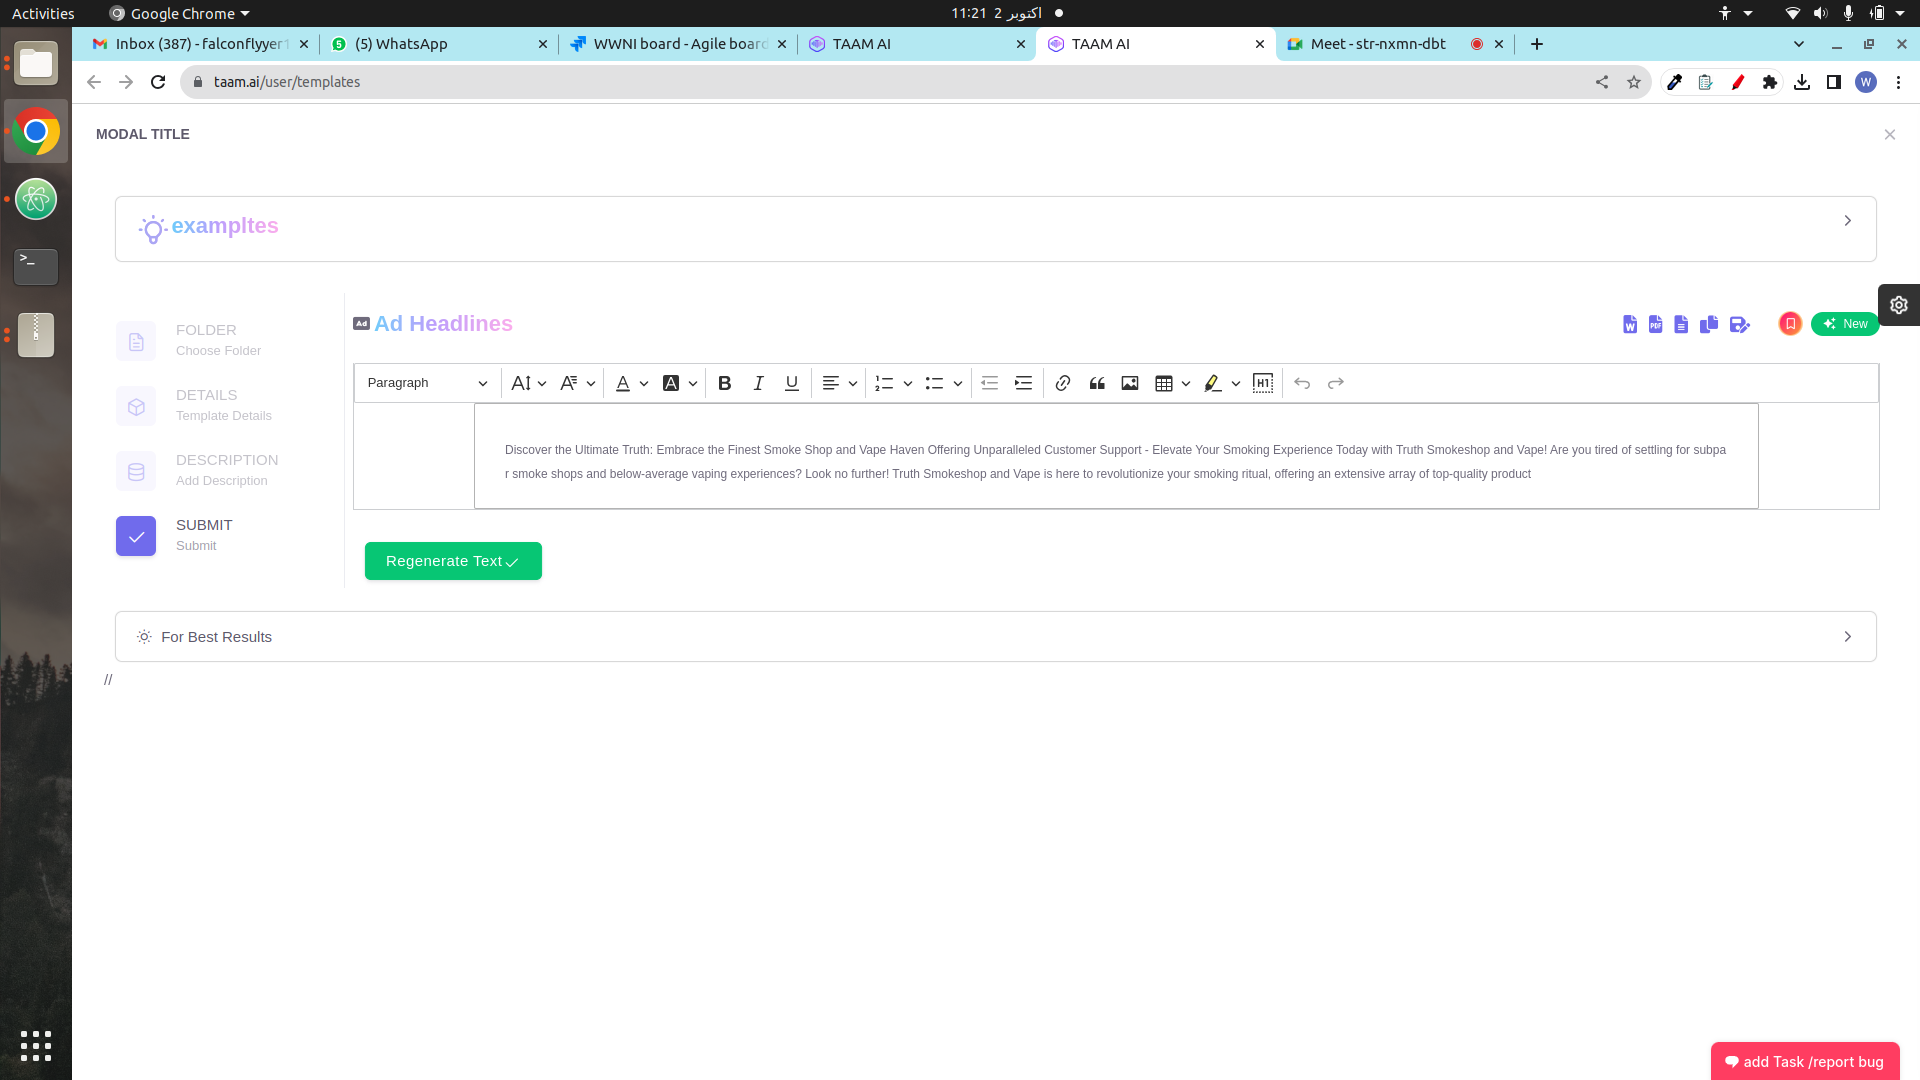 Activities
Google Chrome
11:21 2 اکتوبر
Inbox (387) - falconflyyer1
(5) WhatsApp
WWNI board - Agile board
TAAM AI
TAAM AI
Meet - str-nxmn-dbt
taam.ai/user/templates
W
MODAL TITLE
exampltes
FOLDER
Choose Folder
DETAILS
Template Details
DESCRIPTION
Add Description
SUBMIT
Submit
Ad Ad Headlines
New
Paragraph
Discover the Ultimate Truth: Embrace the Finest Smoke Shop and Vape Haven Offering Unparalleled Customer Support - Elevate Your Smoking Experience Today with Truth Smokeshop and Vape! Are you tired of settling for subpa
r smoke shops and below-average vaping experiences? Look no further! Truth Smokeshop and Vape is here to revolutionize your smoking ritual, offering an extensive array of top-quality product
Regenerate Text
For Best Results
//
add Task /report bug